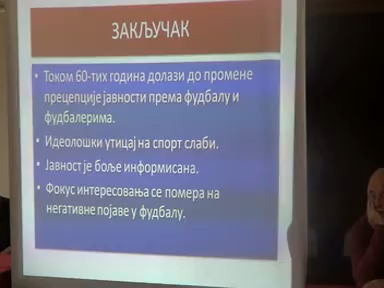 ЗАКЉУЧАК
• Током 60-тих година долази до промене
прецепције јавности према фудбалу и
фудбалерима.
• Идеолошки утицај на спорт слаби.
• Јавност је боље информисана.
• Фокус интересовања се помера на
негативне појаве у фудбалу.